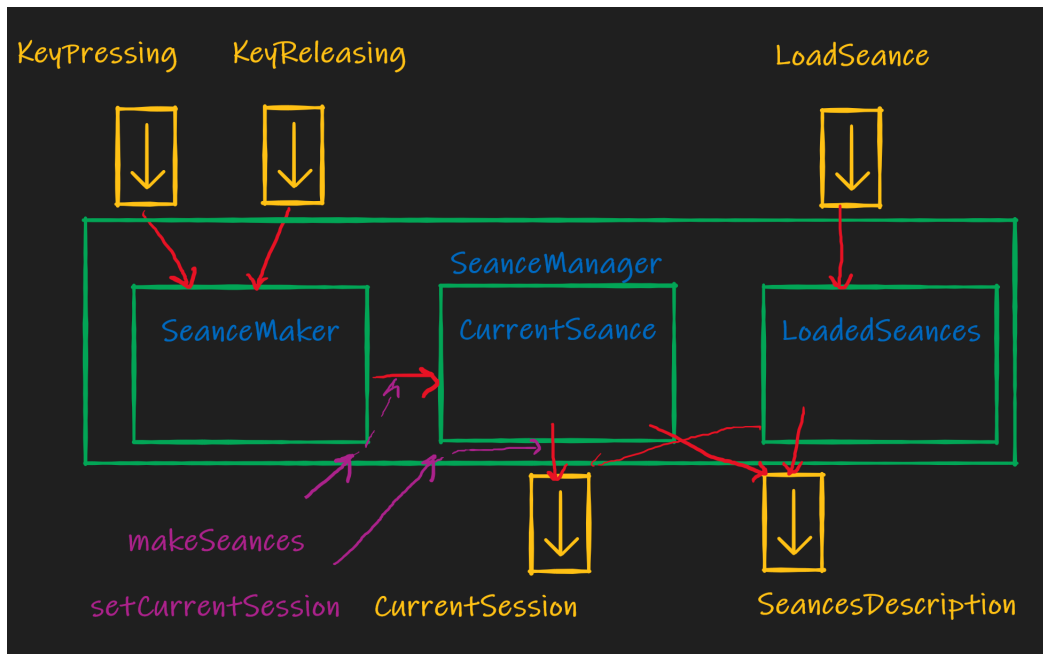 KeyPressing
KeyReleasing
LoadSeance
SeanceManager
SeanceMaker
CurrentSeance
LoadedSeances
makeSeances
setCurrentSession
CurrentSession
SeancesDescription